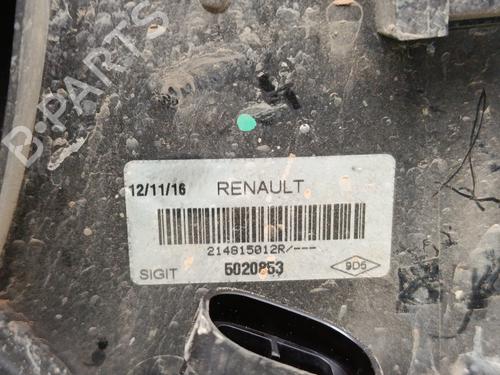 B-PARTS
12/11/16 RENAULT
214815012R/---
SIGIT 5020853 9D5